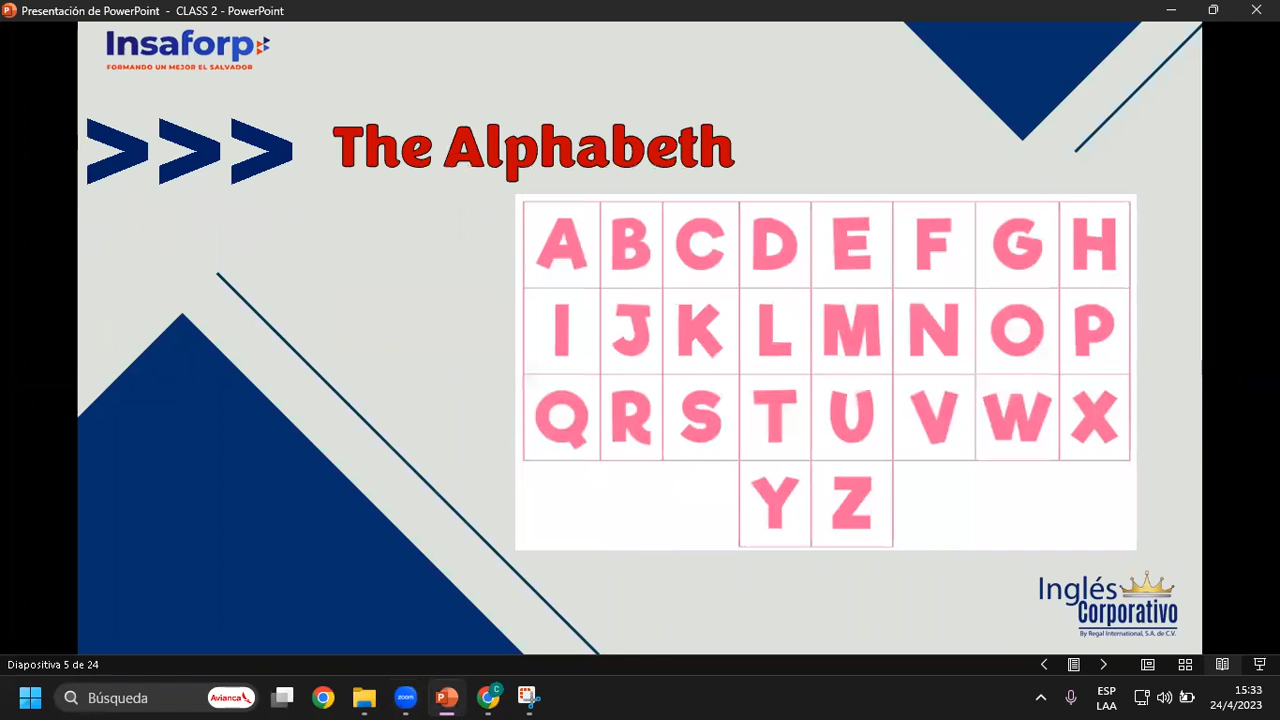 Presentación de PowerPoint - CLASS 2 - PowerPoint
Insaforp
FORMANDO UN MEJOR EL SALVADOR
>>> The Alphabeth
A B C D E F G H
I J K L M N O P
Q R S T U V W X
Y Z
Inglés
Corporativo
By Regal International, S.A. de C.V.
Diapositiva 5 de 24
Búsqueda
Avianca
zoom
C
ESP
LAA
15:33
24/4/2023